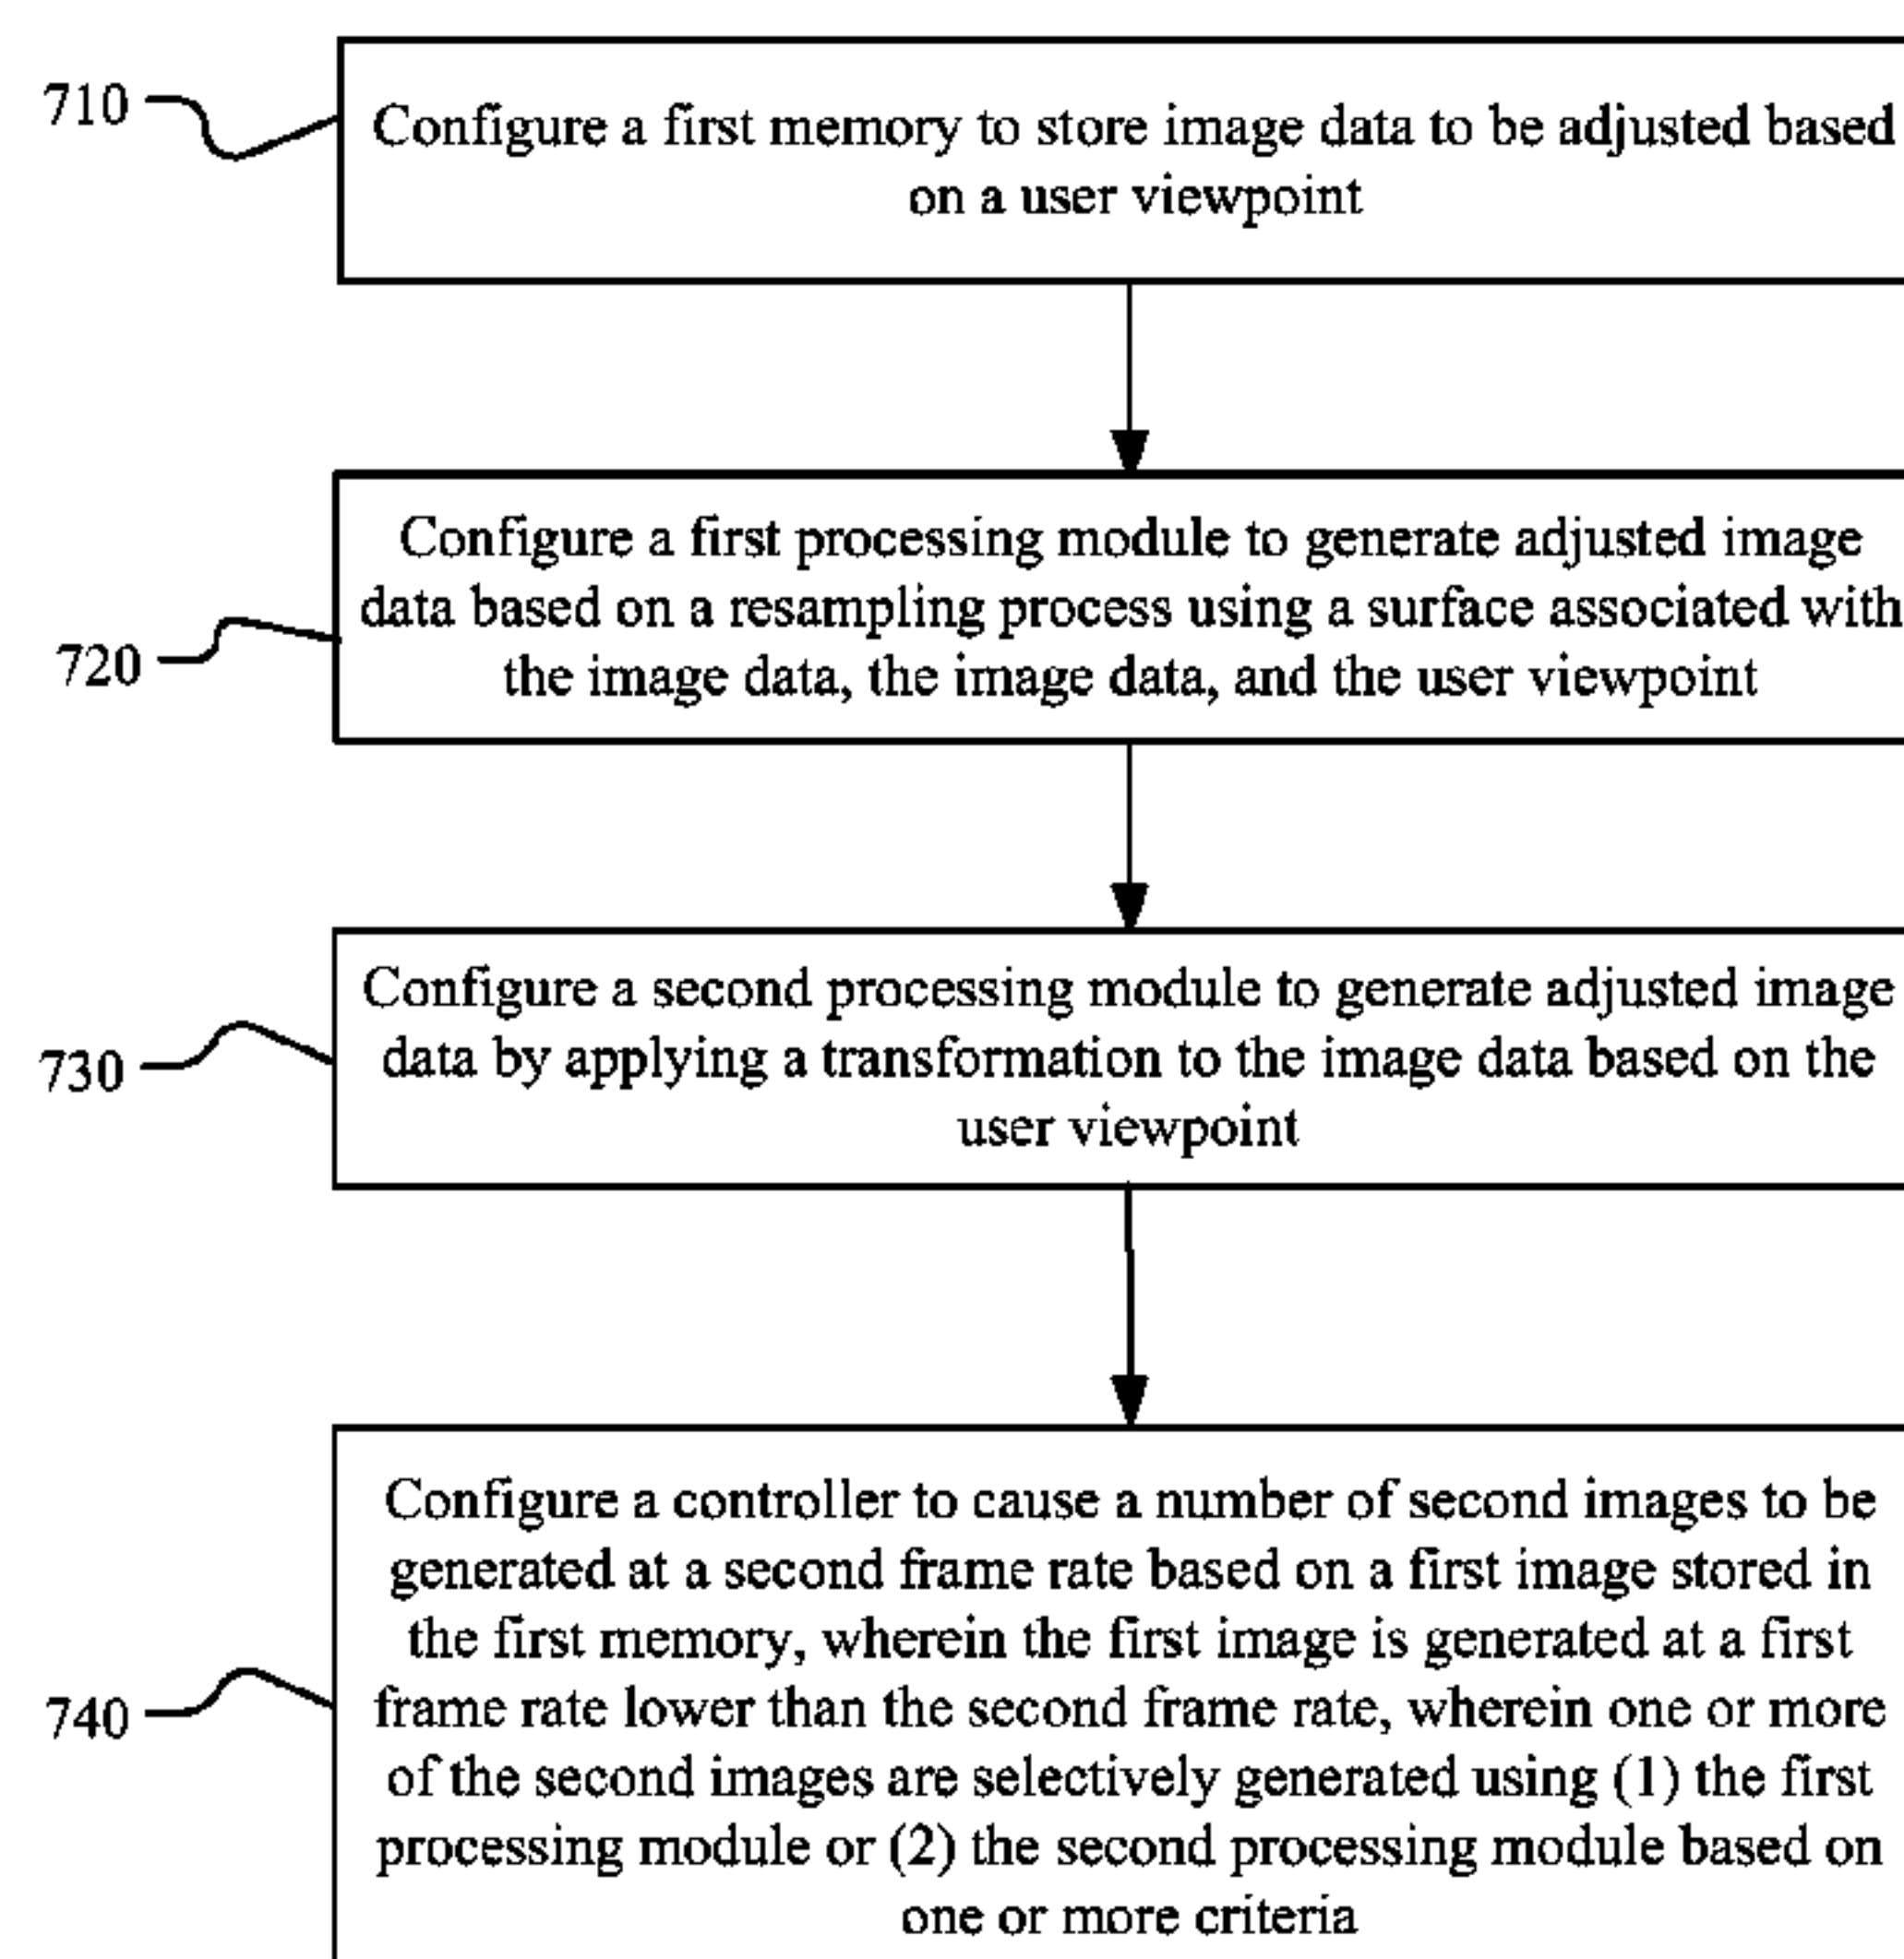 710
Configure a first memory to store image data to be adjusted based
on a user viewpoint
720
Configure a first processing module to generate adjusted image
data based on a resampling process using a surface associated with
the image data, the image data, and the user viewpoint
730
Configure a second processing module to generate adjusted image
data by applying a transformation to the image data based on the
user viewpoint
740
Configure a controller to cause a number of second images to be
generated at a second frame rate based on a first image stored in
the first memory, wherein the first image is generated at a first
frame rate lower than the second frame rate, wherein one or more
of the second images are selectively generated using (1) the first
processing module or (2) the second processing module based on
one or more criteria